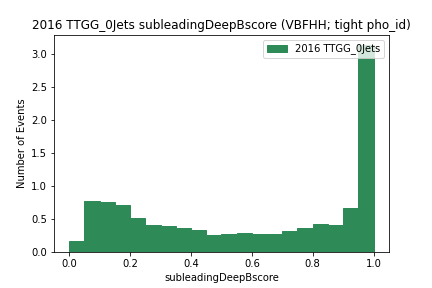 2016 TTGG_0Jets subleadingDeepBscore (VBFHH; tight pho_id)
2016 TTGG_0Jets
Number of Events
3.0
2.5
2.0
1.5
1.0
0.5
0.0
0.0 0.2 0.4 0.6 0.8 1.0
subleadingDeepBscore